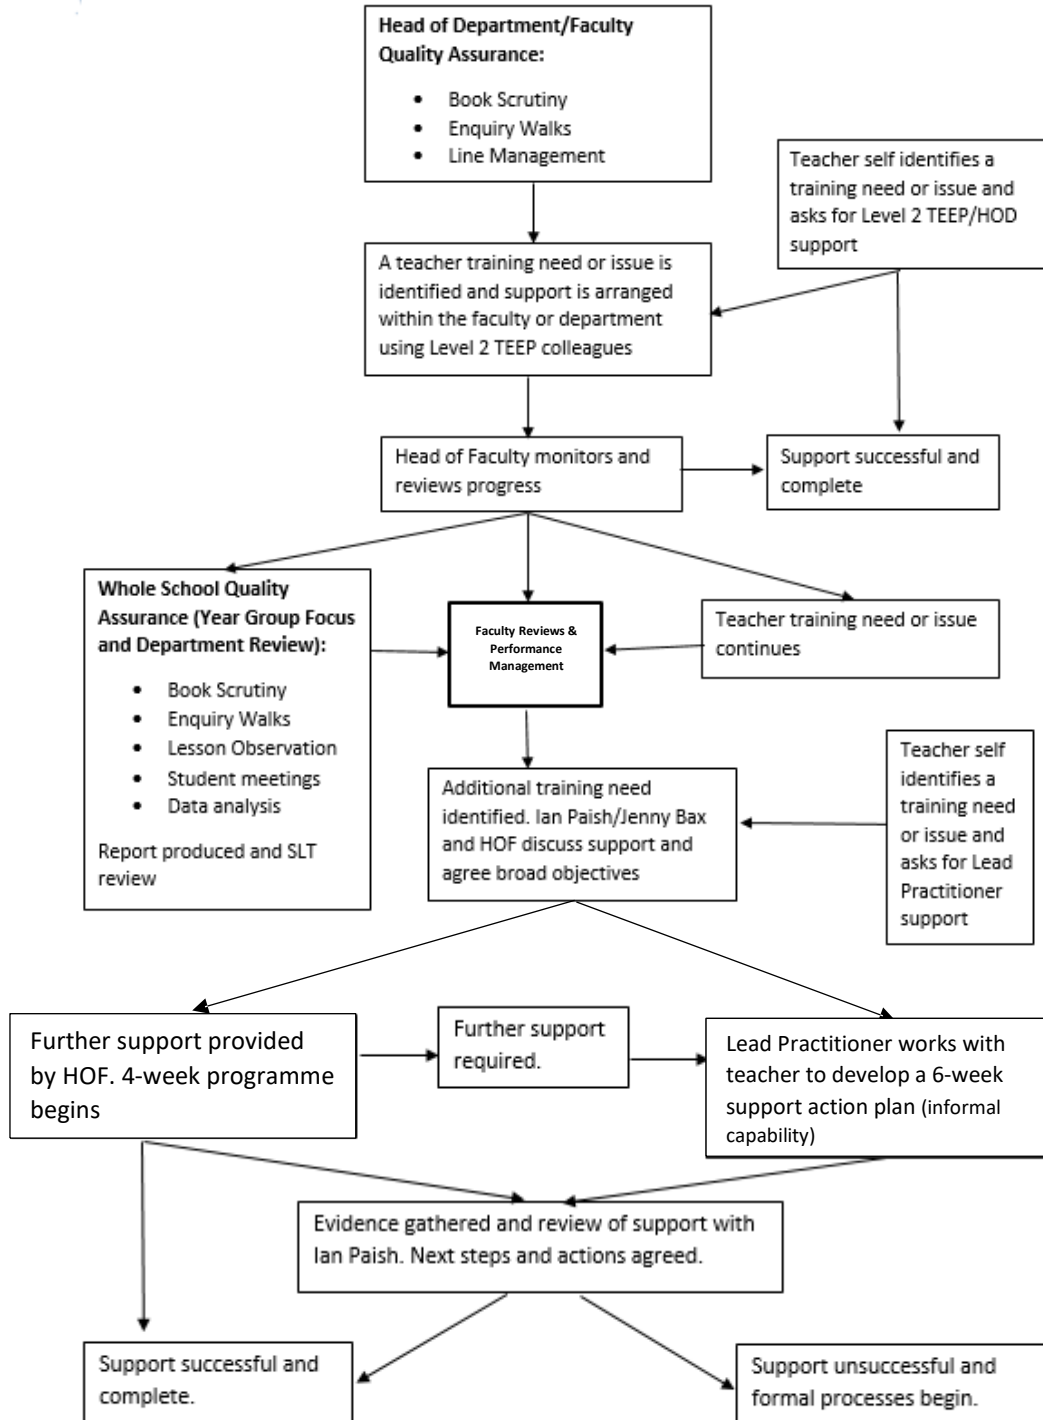 Head of Department/Faculty
Quality Assurance:
• Book Scrutiny
• Enquiry Walks
• Line Management
Teacher self identifies a
training need or issue and
asks for Level 2 TEEP/HOD
support
A teacher training need or issue is
identified and support is arranged
within the faculty or department
using Level 2 TEEP colleagues
Head of Faculty monitors and
reviews progress
Support successful and
complete
Whole School Quality
Assurance (Year Group Focus
and Department Review):
• Book Scrutiny
• Enquiry Walks
• Lesson Observation
• Student meetings
• Data analysis
Report produced and SLT
review
Faculty Reviews &
Performance
Management
Teacher training need or issue
continues
Additional training need
identified. Ian Paish/Jenny Bax
and HOF discuss support and
agree broad objectives
Teacher self
identifies a
training need
or issue and
asks for Lead
Practitioner
support
Further support provided
by HOF. 4-week programme
begins
Further support
required.
Lead Practitioner works with
teacher to develop a 6-week
support action plan (informal
capability)
Evidence gathered and review of support with
Ian Paish. Next steps and actions agreed.
Support successful and
complete.
Support unsuccessful and
formal processes begin.